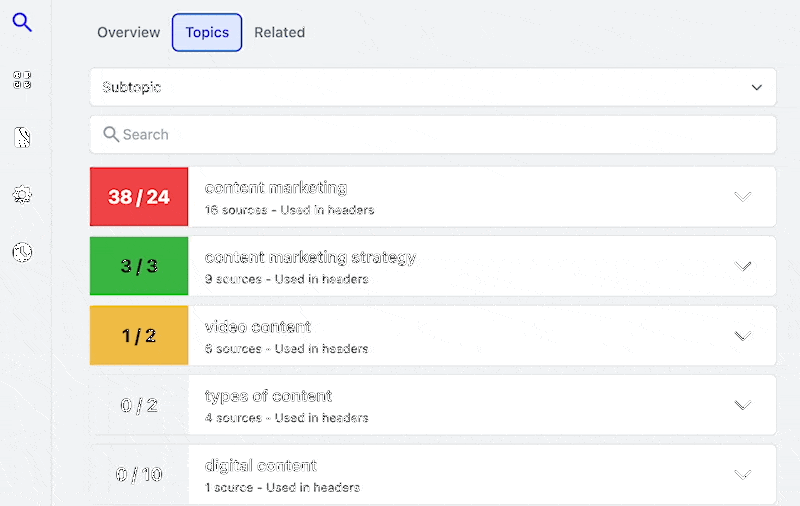 Overview Topics Related
Subtopic
Search
38 / 24
content marketing
16 sources - Used in headers
3 / 3
content marketing strategy
9 sources - Used in headers
1 / 2
video content
6 sources - Used in headers
0 / 2
types of content
4 sources - Used in headers
0 / 10
digital content
1 source - Used in headers